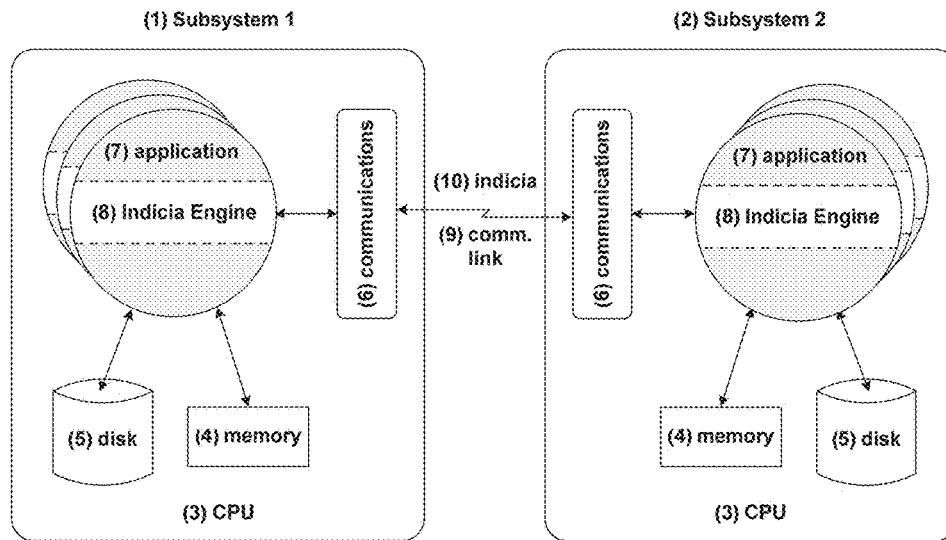 (1) Subsystem 1
(2) Subsystem 2
(7) application
(8) Indicia Engine
(6) communications
(10) indicia
(9) comm.
link
(6) communications
(7) application
(8) Indicia Engine
(5) disk
(4) memory
(4) memory
(5) disk
(3) CPU
(3) CPU